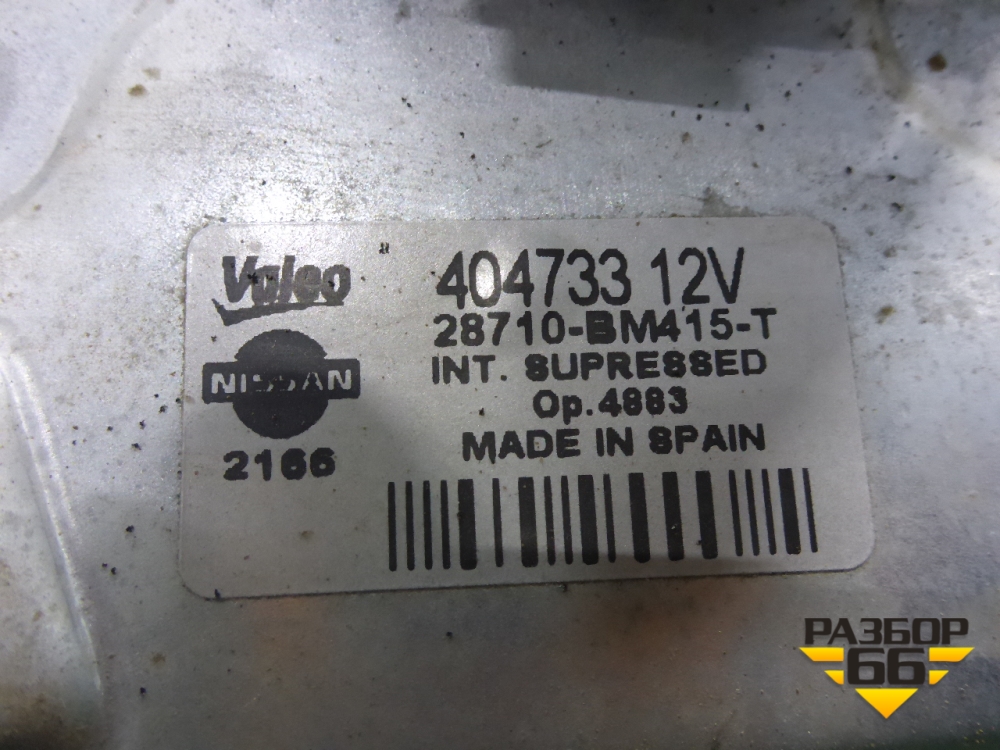 Valeo
404733 12V
28710-BM415-T
NISSAN
INT. SUPRESSED
Op.4883
2166
MADE IN SPAIN
РАЗБОР
66